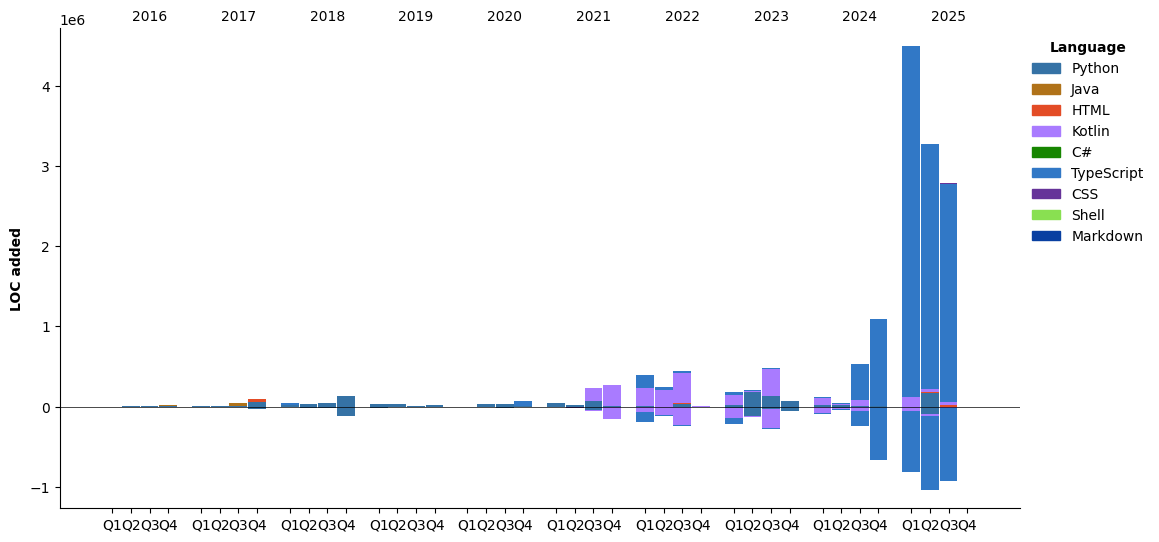 1e6
2016 2017 2018 2019 2020 2021 2022 2023 2024 2025
Language
Python
Java
HTML
Kotlin
C#
TypeScript
CSS
Shell
Markdown
LOC added
4
3
2
1
0
−1
Q1Q2Q3Q4 Q1Q2Q3Q4 Q1Q2Q3Q4 Q1Q2Q3Q4 Q1Q2Q3Q4 Q1Q2Q3Q4 Q1Q2Q3Q4 Q1Q2Q3Q4 Q1Q2Q3Q4 Q1Q2Q3Q4